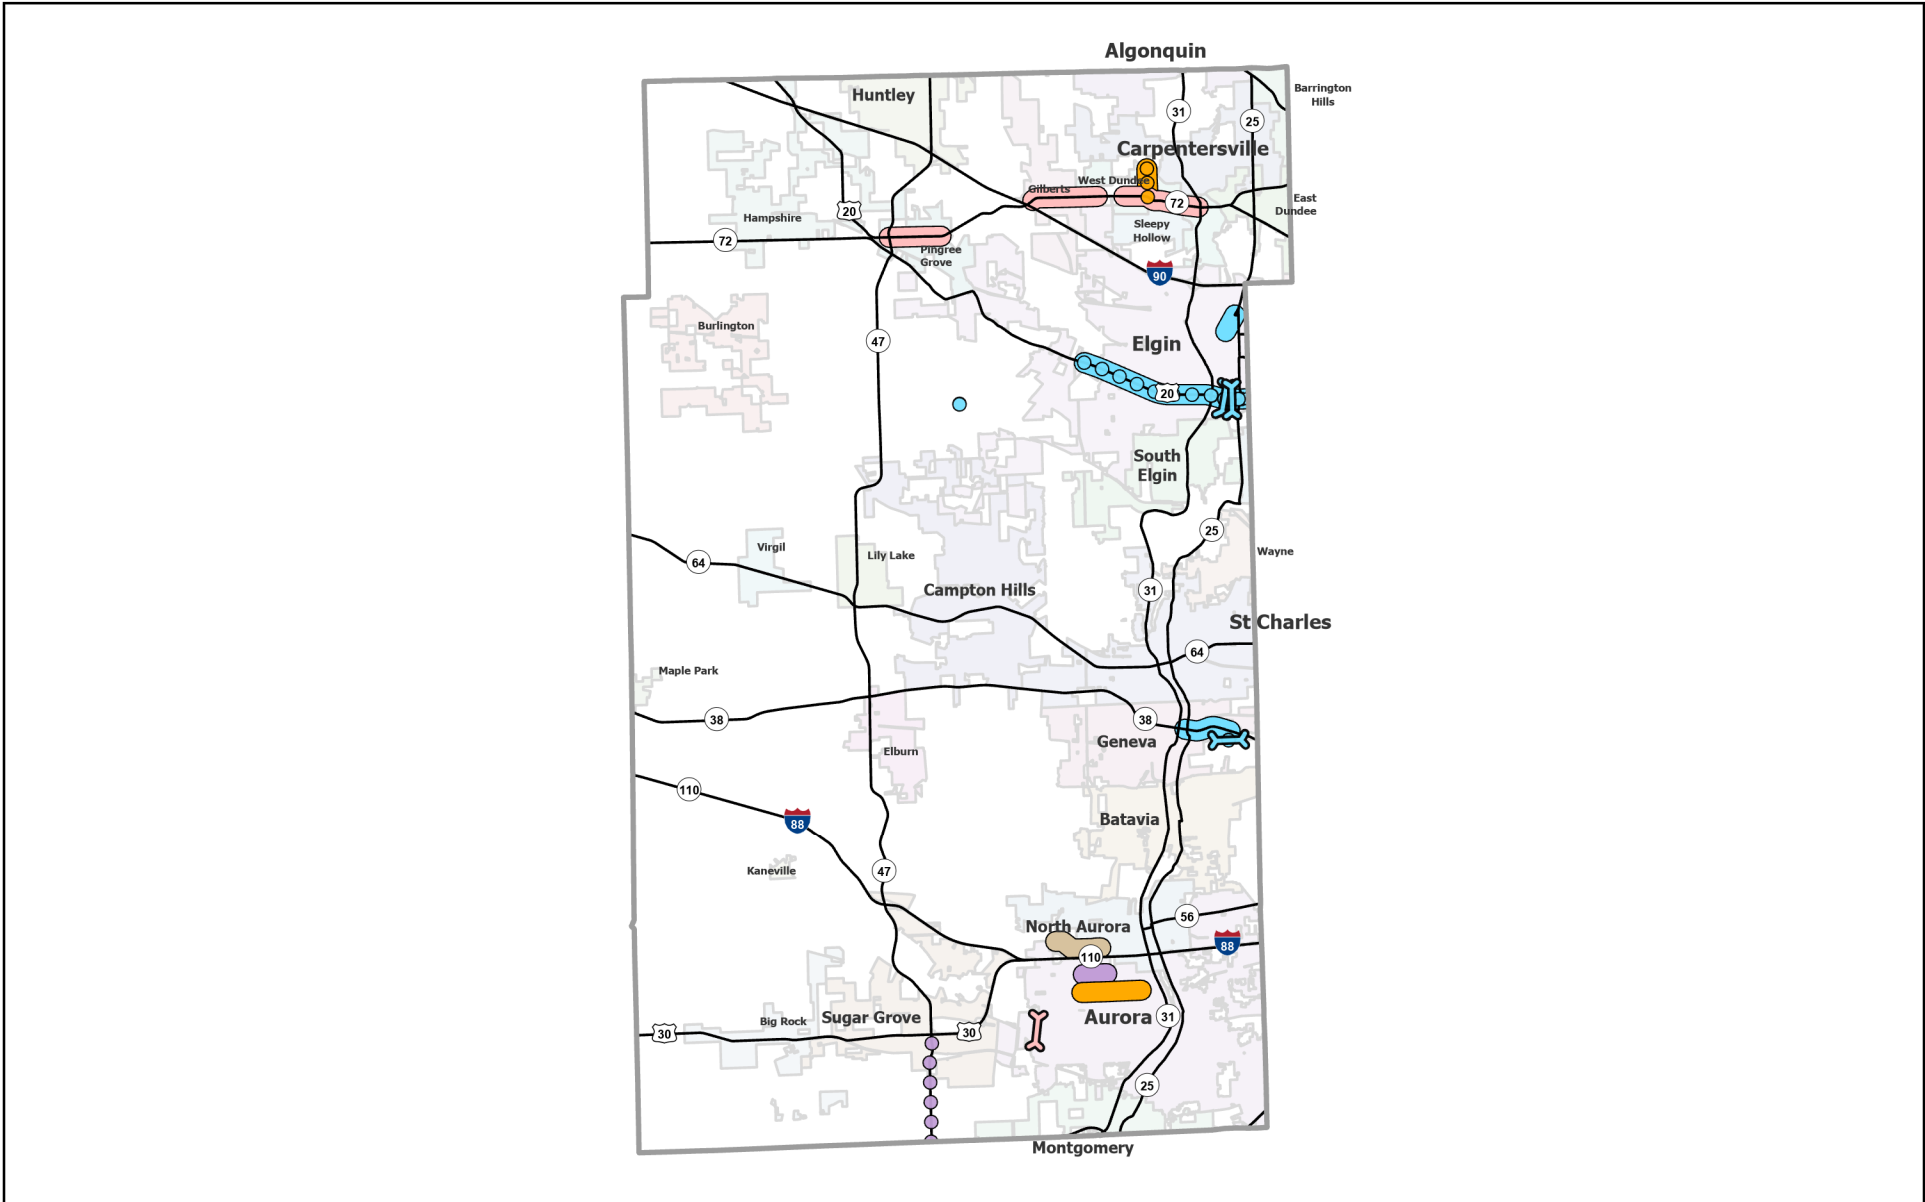 Algonquin
Barrington
Hills
Huntley
31
25
Carpentersville
Gilberts
West Dundee
72
East
Dundee
20
Hampshire
Sleepy
Hollow
72
Pingree
Grove
90
Burlington
47
Elgin
20
South
Elgin
25
Wayne
Virgil
Lily Lake
64
Campton Hills
31
St Charles
64
Maple Park
38
38
Geneva
Elburn
110
88
Batavia
Kaneville
47
56
North Aurora
88
110
Big Rock
Sugar Grove
Aurora
31
30
30
25
Montgomery